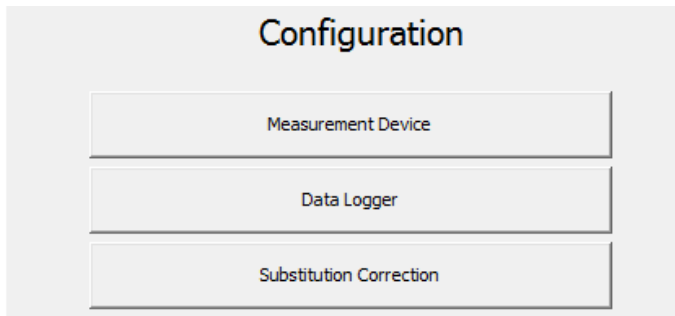 Configuration
Measurement Device
Data Logger
Substitution Correction